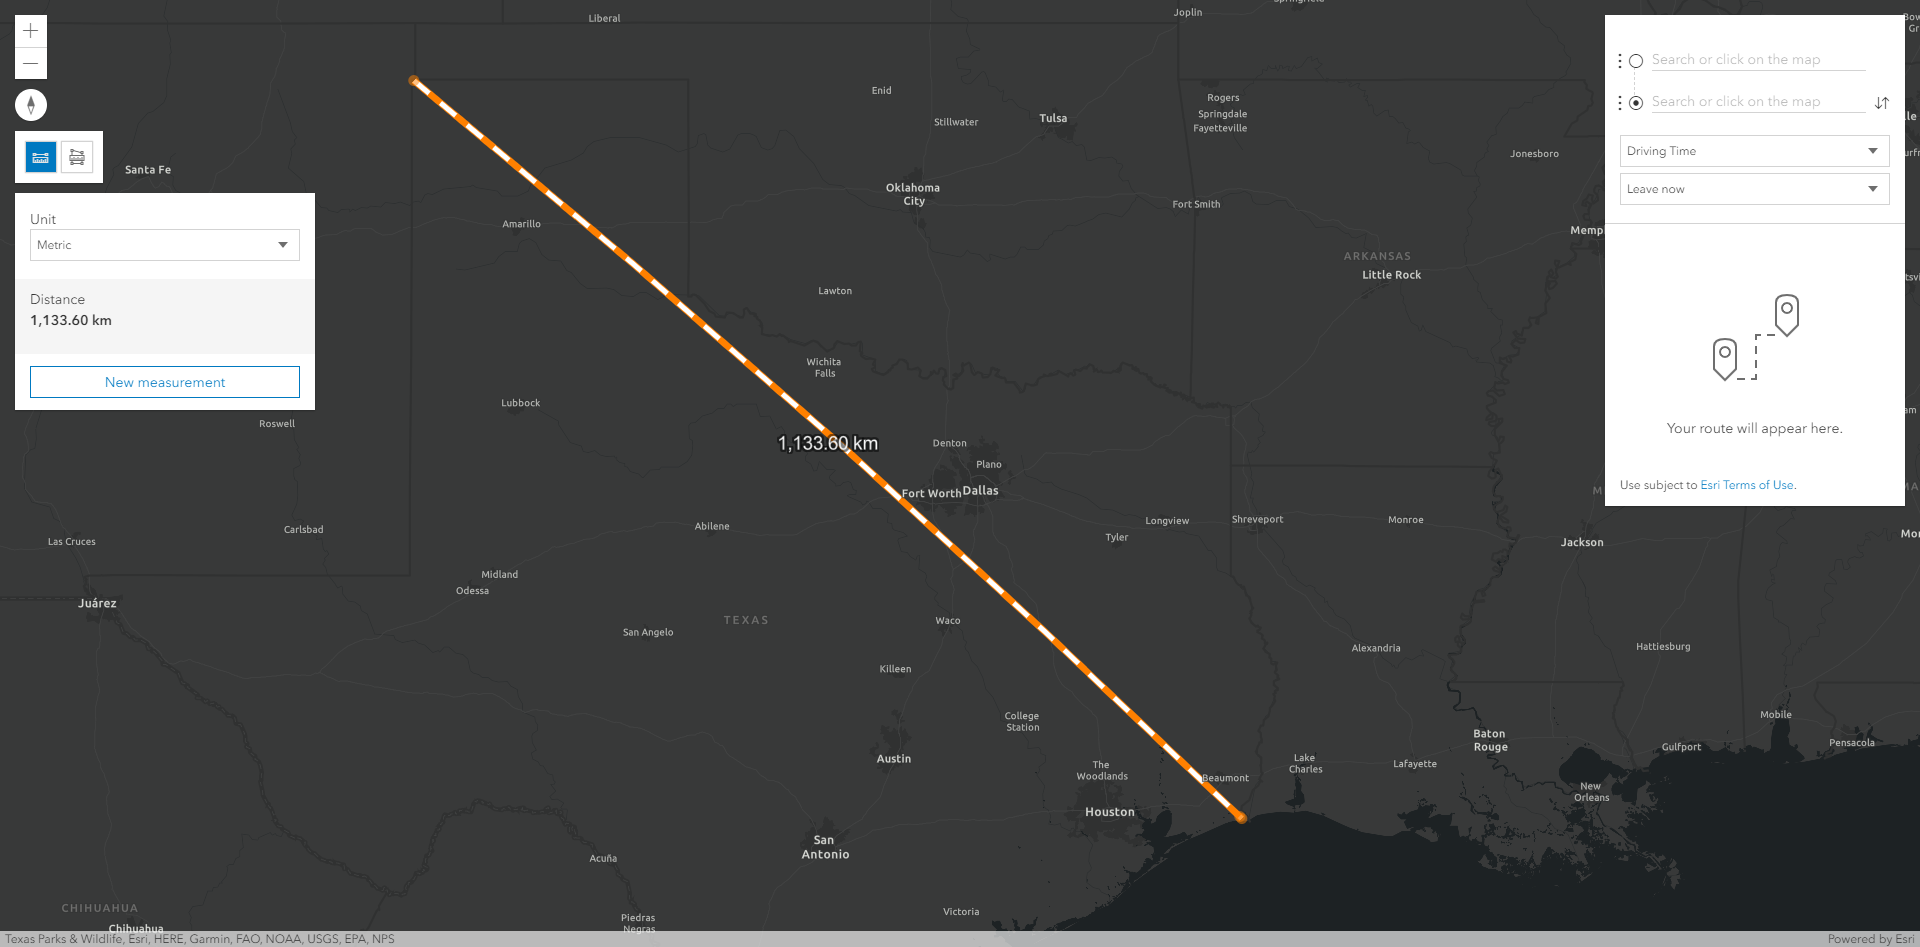 Liberal
Joplin
Springfield
Enid
Stillwater
Tulsa
Rogers
Springdale
Fayetteville
Jonesboro
Santa Fe
Oklahoma
City
Fort Smith
Amarillo
ARKANSAS
Little Rock
Lawton
Wichita
Falls
Lubbock
Roswell
1,133.60 km
Denton
Plano
Fort Worth
Dallas
Abilene
Longview
Shreveport
Monroe
Tyler
Jackson
Carlsbad
Las Cruces
Midland
Odessa
Juárez
TEXAS
Waco
San Angelo
Alexandria
Hattiesburg
Killeen
College
Station
Mobile
Baton
Rouge
Gulfport
Pensacola
Austin
The
Woodlands
Beaumont
Lake
Charles
Lafayette
New
Orleans
Houston
San
Antonio
Acuña
CHIHUAHUA
Chihuahua
Piedras
Negras
Victoria
Unit
Metric
Distance
1,133.60 km
New measurement
Search or click on the map
Search or click on the map
Driving Time
Leave now
Your route will appear here.
Use subject to Esri Terms of Use.
Texas Parks & Wildlife, Esri, HERE, Garmin, FAO, NOAA, USGS, EPA, NPS
Powered by Esri